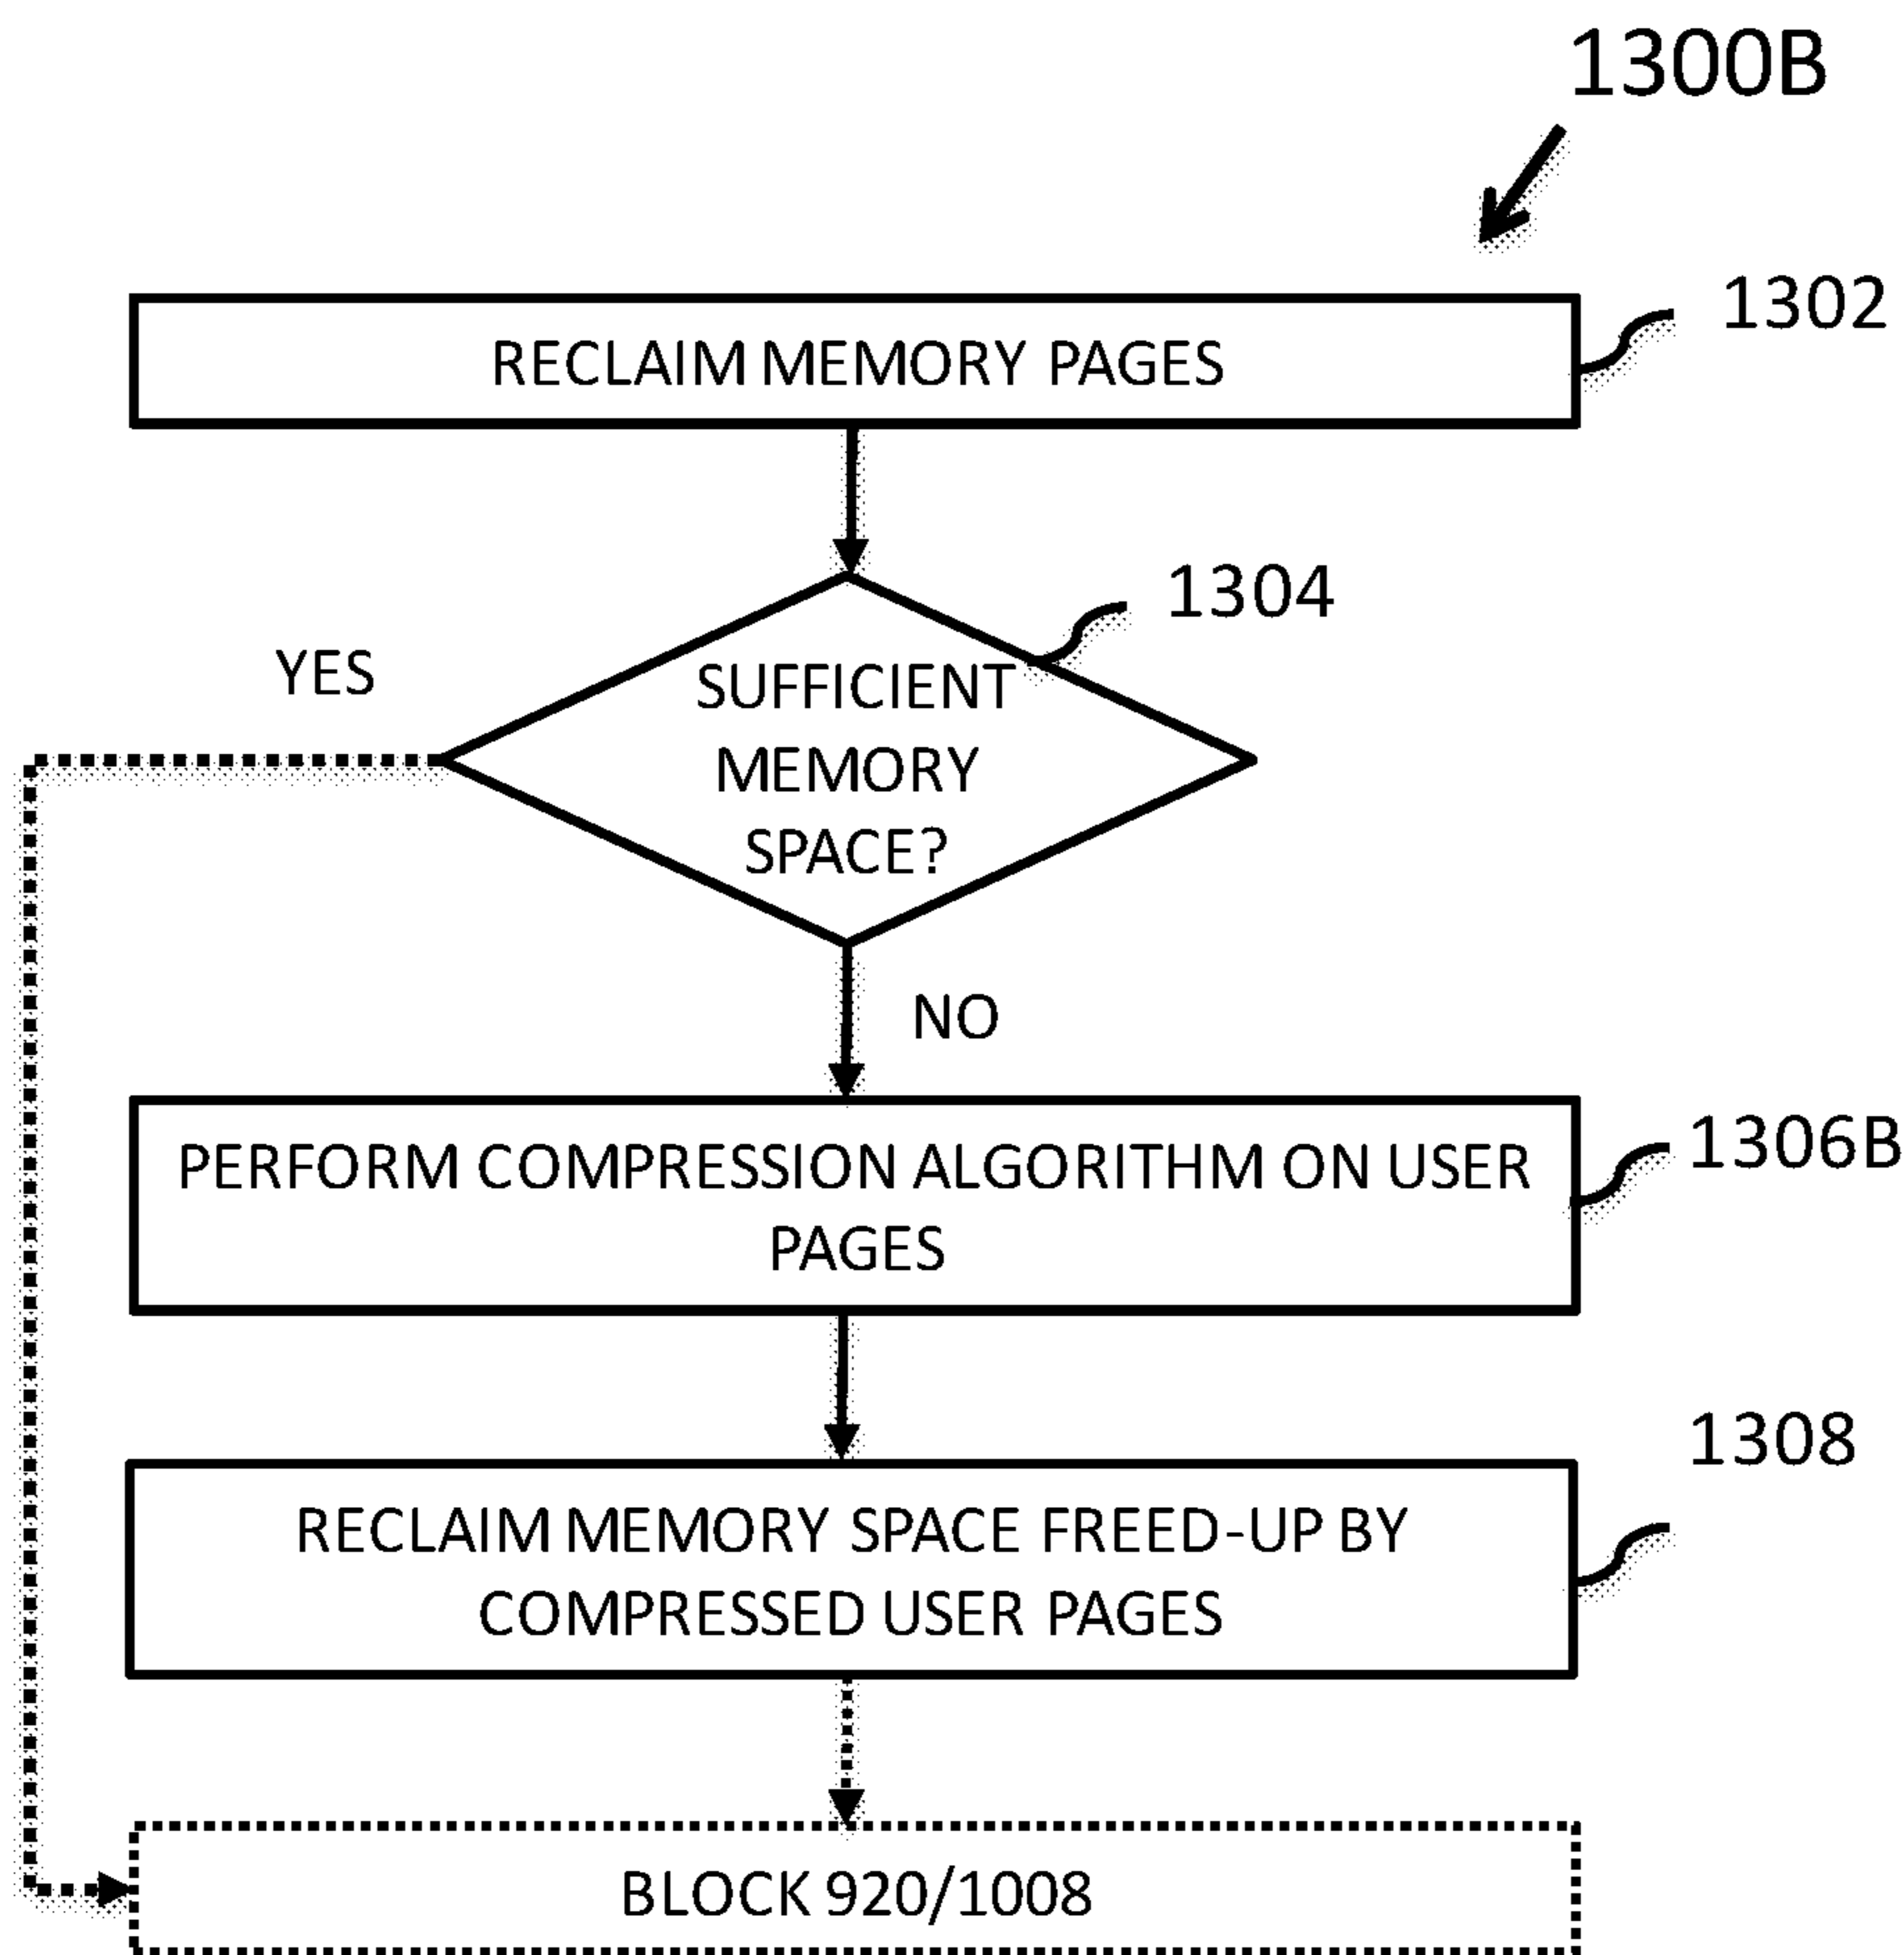 1300B
1302
RECLAIM MEMORY PAGES
1304
YES
SUFFICIENT
MEMORY
SPACE?
NO
1306B
PERFORM COMPRESSION ALGORITHM ON USER
PAGES
1308
RECLAIM MEMORY SPACE FREED-UP BY
COMPRESSED USER PAGES
BLOCK 920/1008